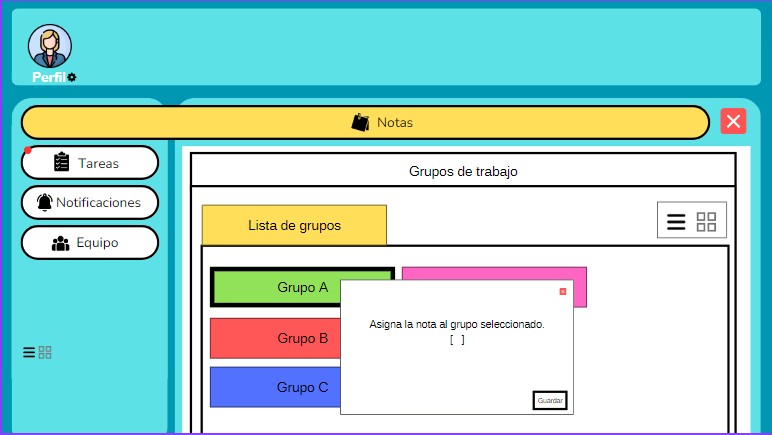 Perfil
Notas
Tareas
Notificaciones
Equipo
Grupos de trabajo
Lista de grupos
Grupo A
Grupo B
Grupo C
Asigna la nota al grupo seleccionado.
[ ]
Guardar